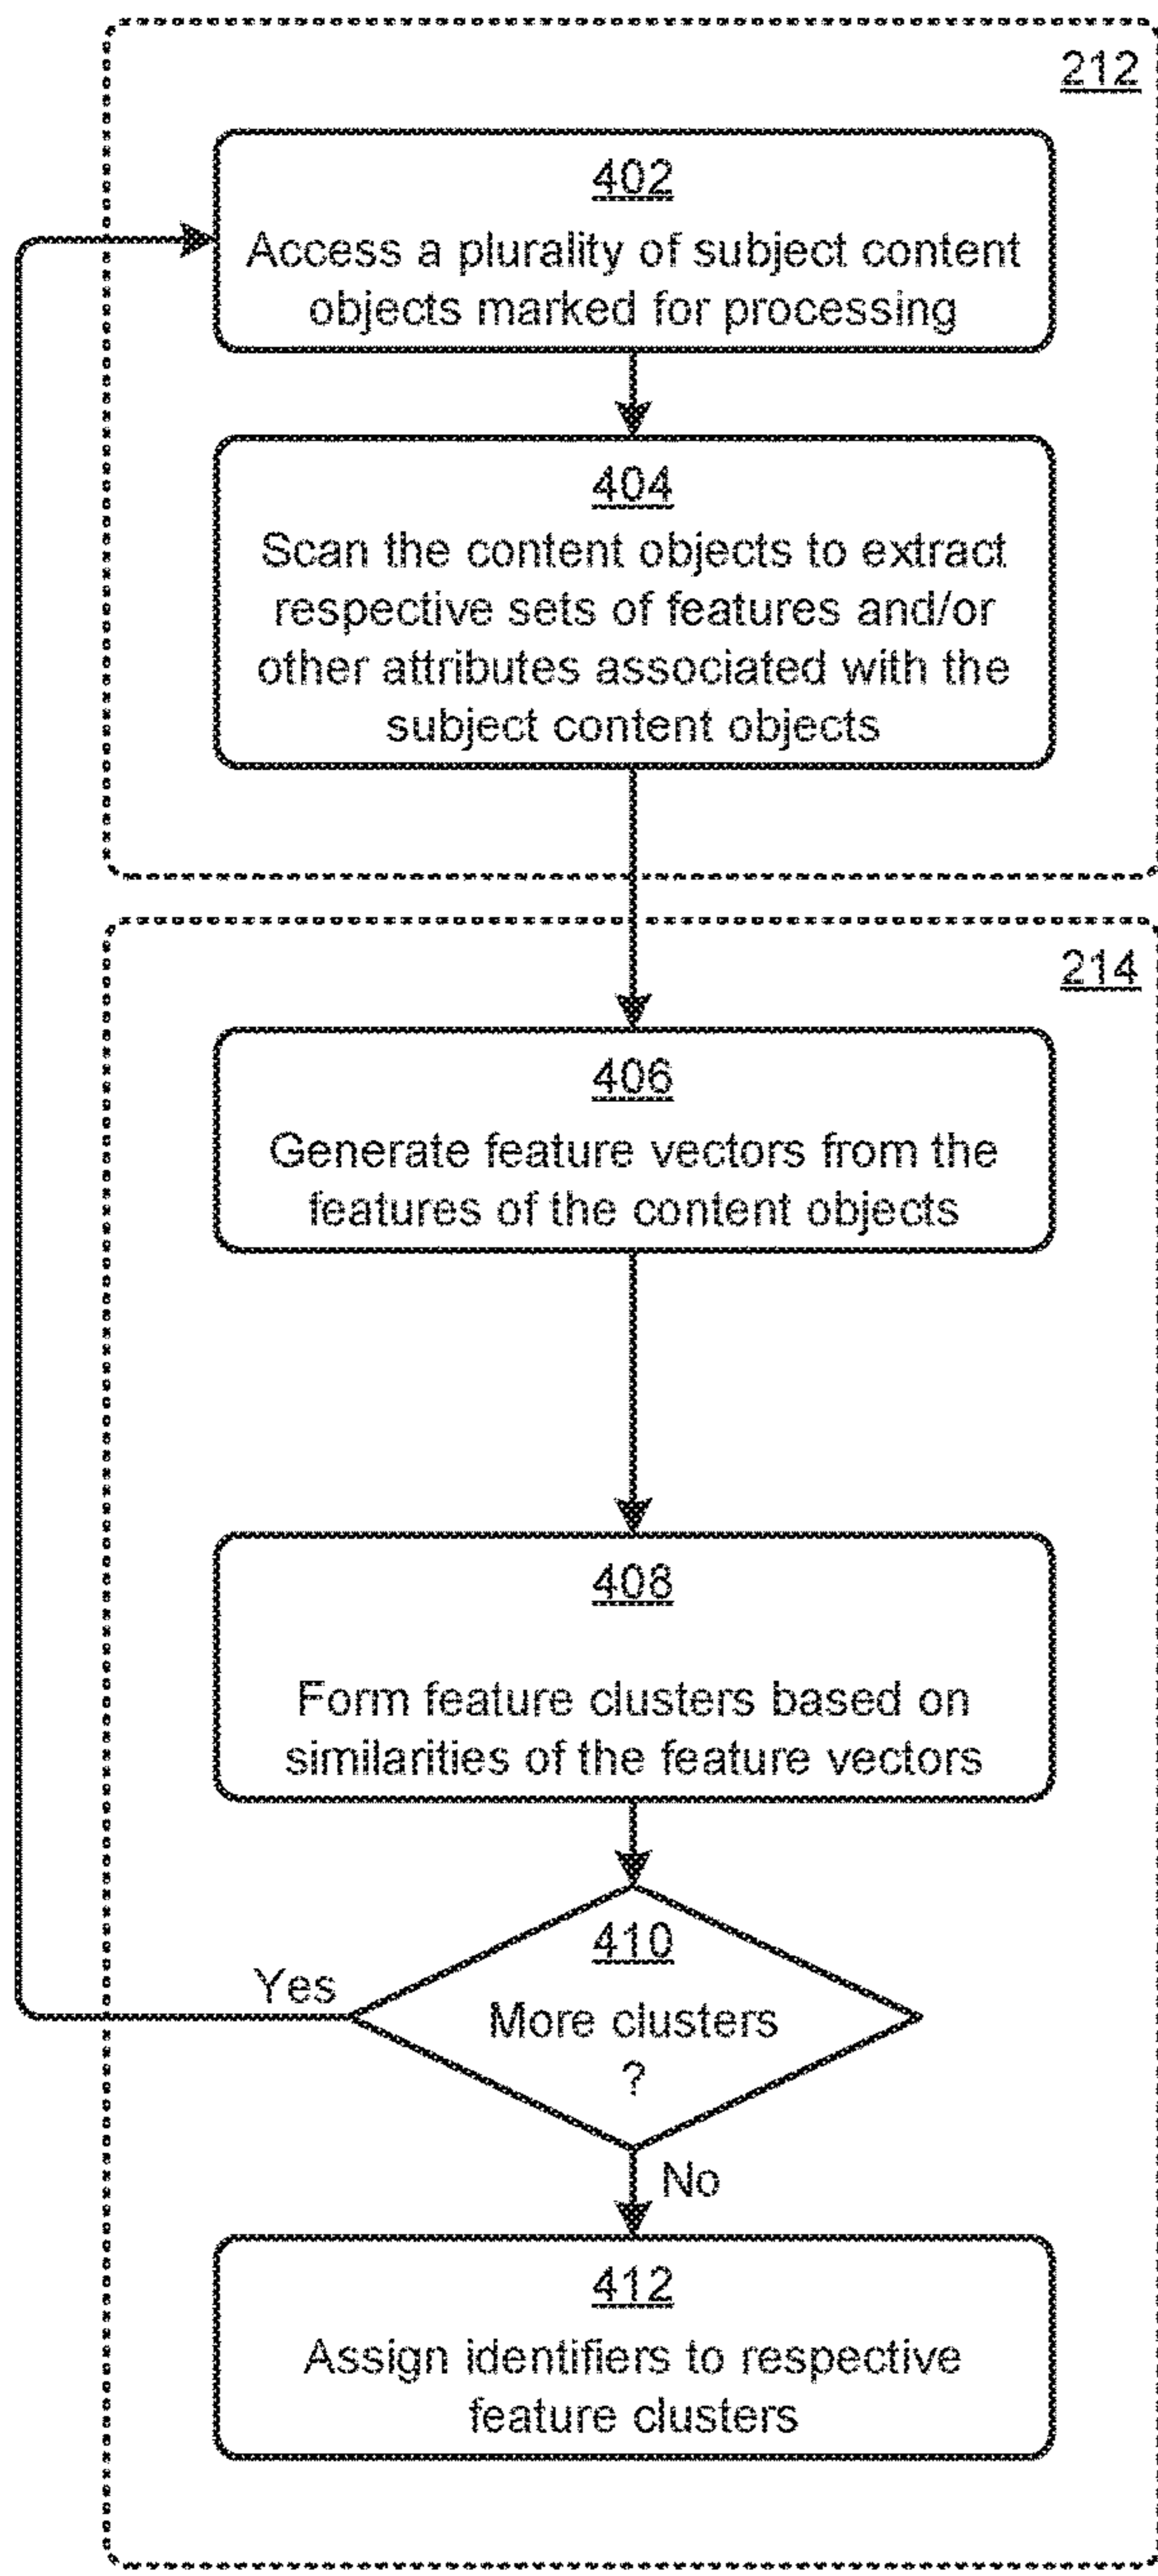 212
402
Access a plurality of subject content
objects marked for processing
404
Scan the content objects to extract
respective sets of features and/or
other attributes associated with the
subject content objects
214
406
Generate feature vectors from the
features of the content objects
408
Form feature clusters based on
similarities of the feature vectors
410
Yes
More clusters
?
No
412
Assign identifiers to respective
feature clusters